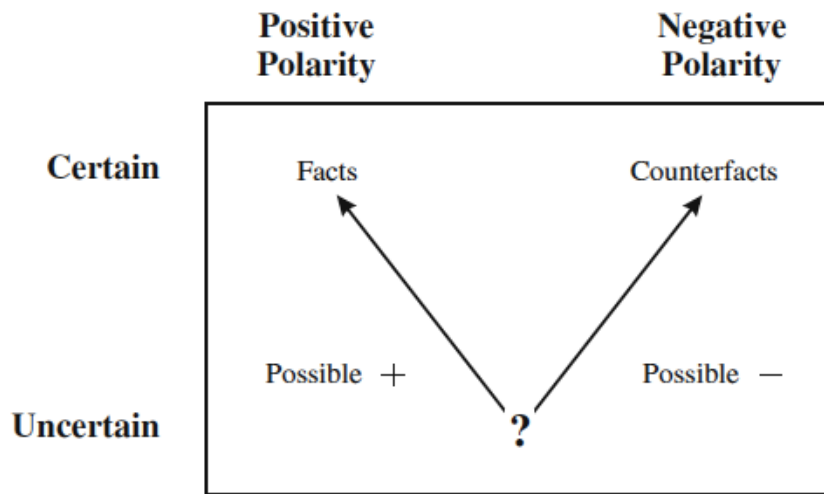 Positive
Polarity
Negative
Polarity
Certain
Facts
Counterfacts
Possible +
Possible −
Uncertain
?